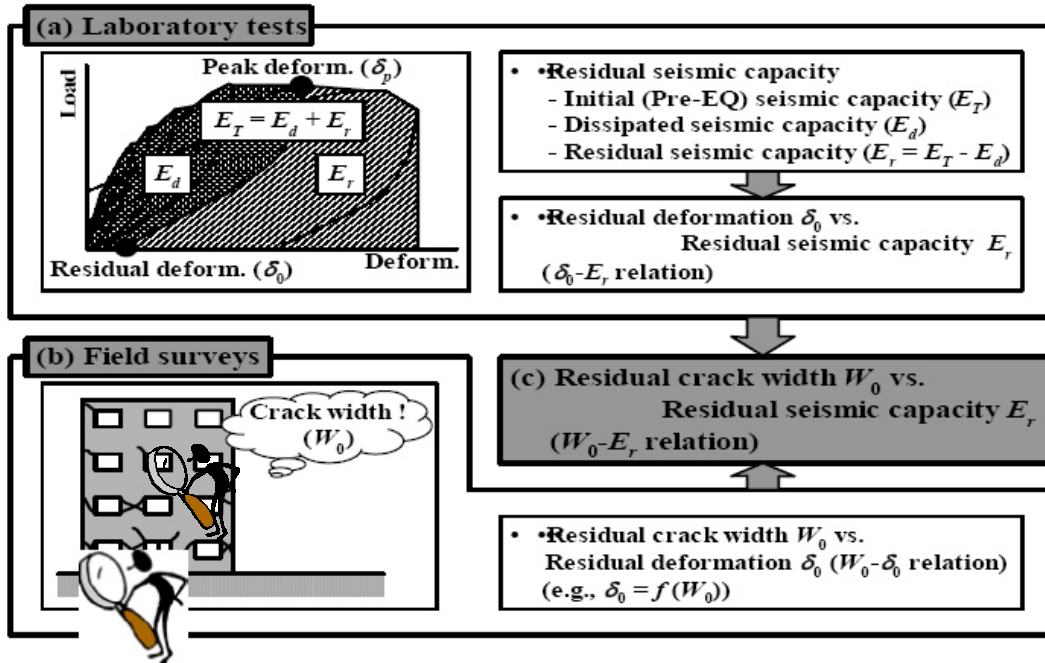 (a) Laboratory tests
Load
Peak deform. (δp)
ET = Ed + Er
Ed
Er
Residual deform. (δ0)
Deform.
• •Residual seismic capacity
- Initial (Pre-EQ) seismic capacity (ET)
- Dissipated seismic capacity (Ed)
- Residual seismic capacity (Er = ET - Ed)
• •Residual deformation δ0 vs.
Residual seismic capacity Er
(δ0-Er relation)
(b) Field surveys
Crack width !
(W0)
(c) Residual crack width W0 vs.
Residual seismic capacity Er
(W0-Er relation)
• •Residual crack width W0 vs.
Residual deformation δ0 (W0-δ0 relation)
(e.g., δ0 = f (W0))